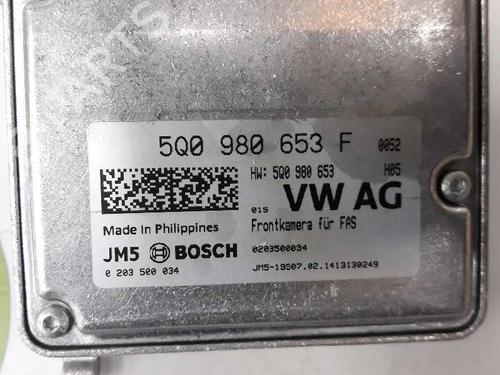 5Q0 980 653 F 0052
HW: 5Q0 980 653 H05
01S VW AG
Made In Philippines Frontkamera für FAS
JM5 BOSCH 0203500034
0 203 500 034 JM5-19507.02.1413130249
PARTS